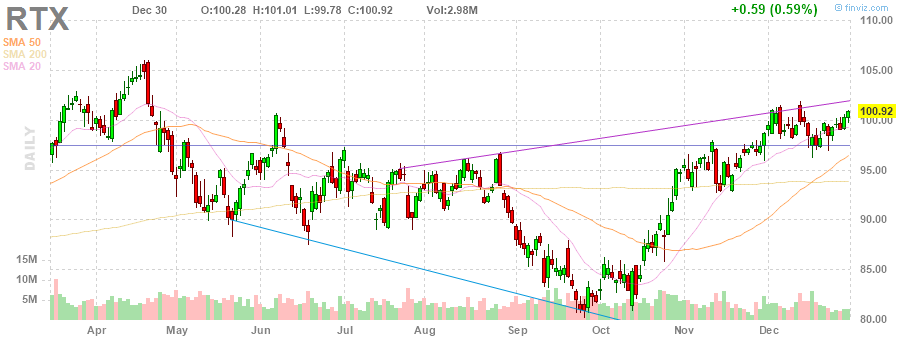 RTX Dec 30 O:100.28 H:101.01 L:99.78 C:100.92 Vol:2.98M +0.59 (0.59%) © finviz.com
SMA 50
SMA 200
SMA 20
DAILY
110.00
105.00
100.92
100.00
95.00
90.00
85.00
80.00
15M
10M
5M
Apr May Jun Jul Aug Sep Oct Nov Dec